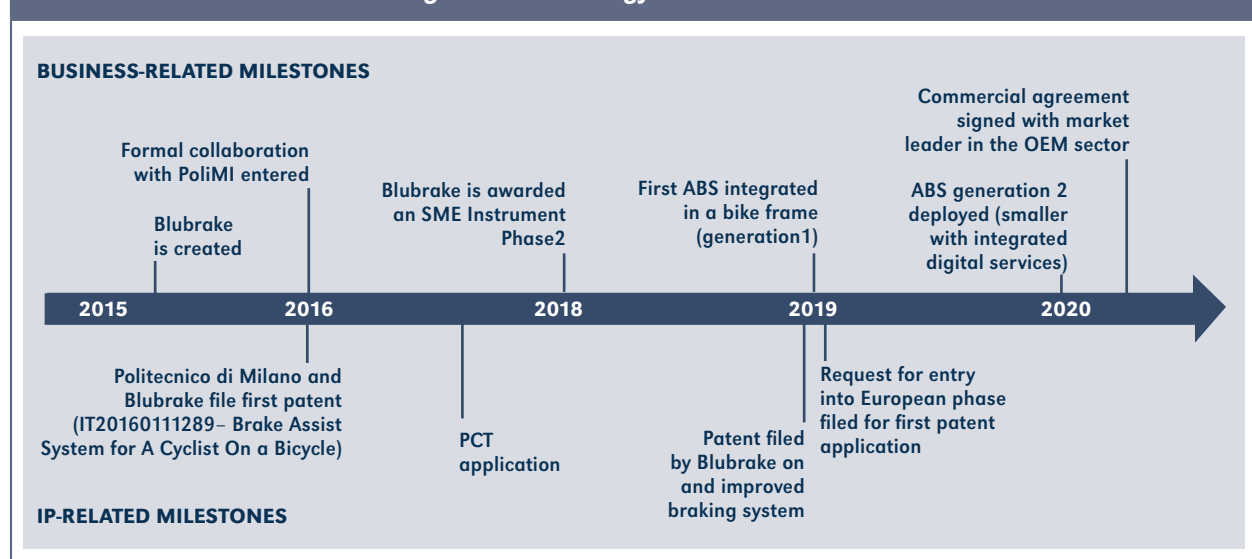 BUSINESS-RELATED MILESTONES
Commercial agreement
signed with market
leader in the OEM sector
Formal collaboration
with PoliMI entered
Blubrake is awarded
an SME Instrument
Phase2
First ABS integrated
in a bike frame
(generation1)
ABS generation 2
deployed (smaller
with integrated
digital services)
Blubrake
is created
2015
2016
2018
2019
2020
Politecnico di Milano and
Blubrake file first patent
(IT20160111289– Brake Assist
System for A Cyclist On a Bicycle)
PCT
application
Patent filed
by Blubrake on
and improved
braking system
Request for entry
into European phase
filed for first patent
application
IP-RELATED MILESTONES